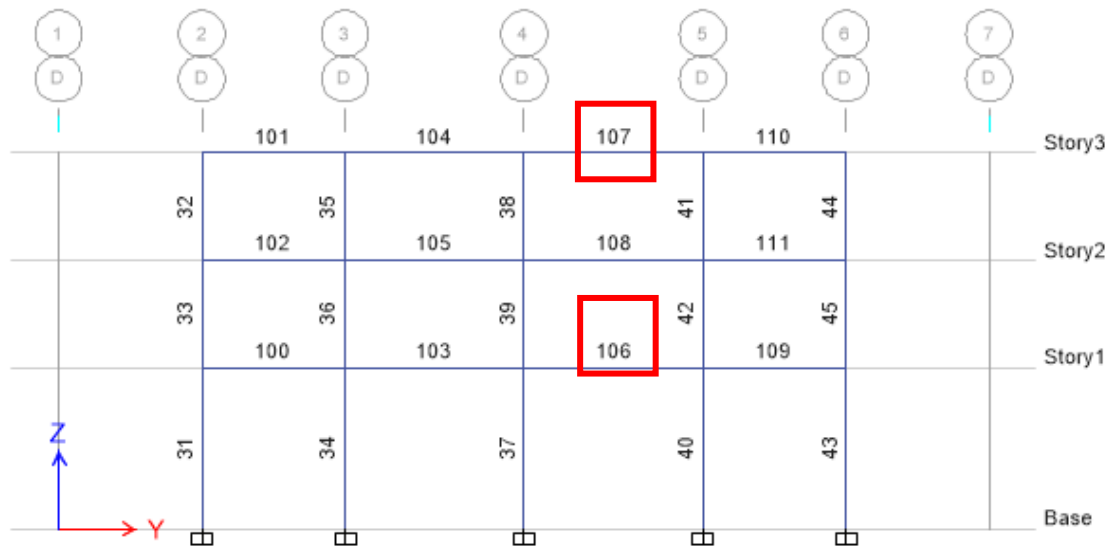 1 2 3 4 5 6 7
D D D D D D D
101 104 107 110
Story3
32 35 38 41 44
102 105 108 111
Story2
33 36 39 42 45
100 103 106 109
Story1
Z
31 34 37 40 43
Y
Base